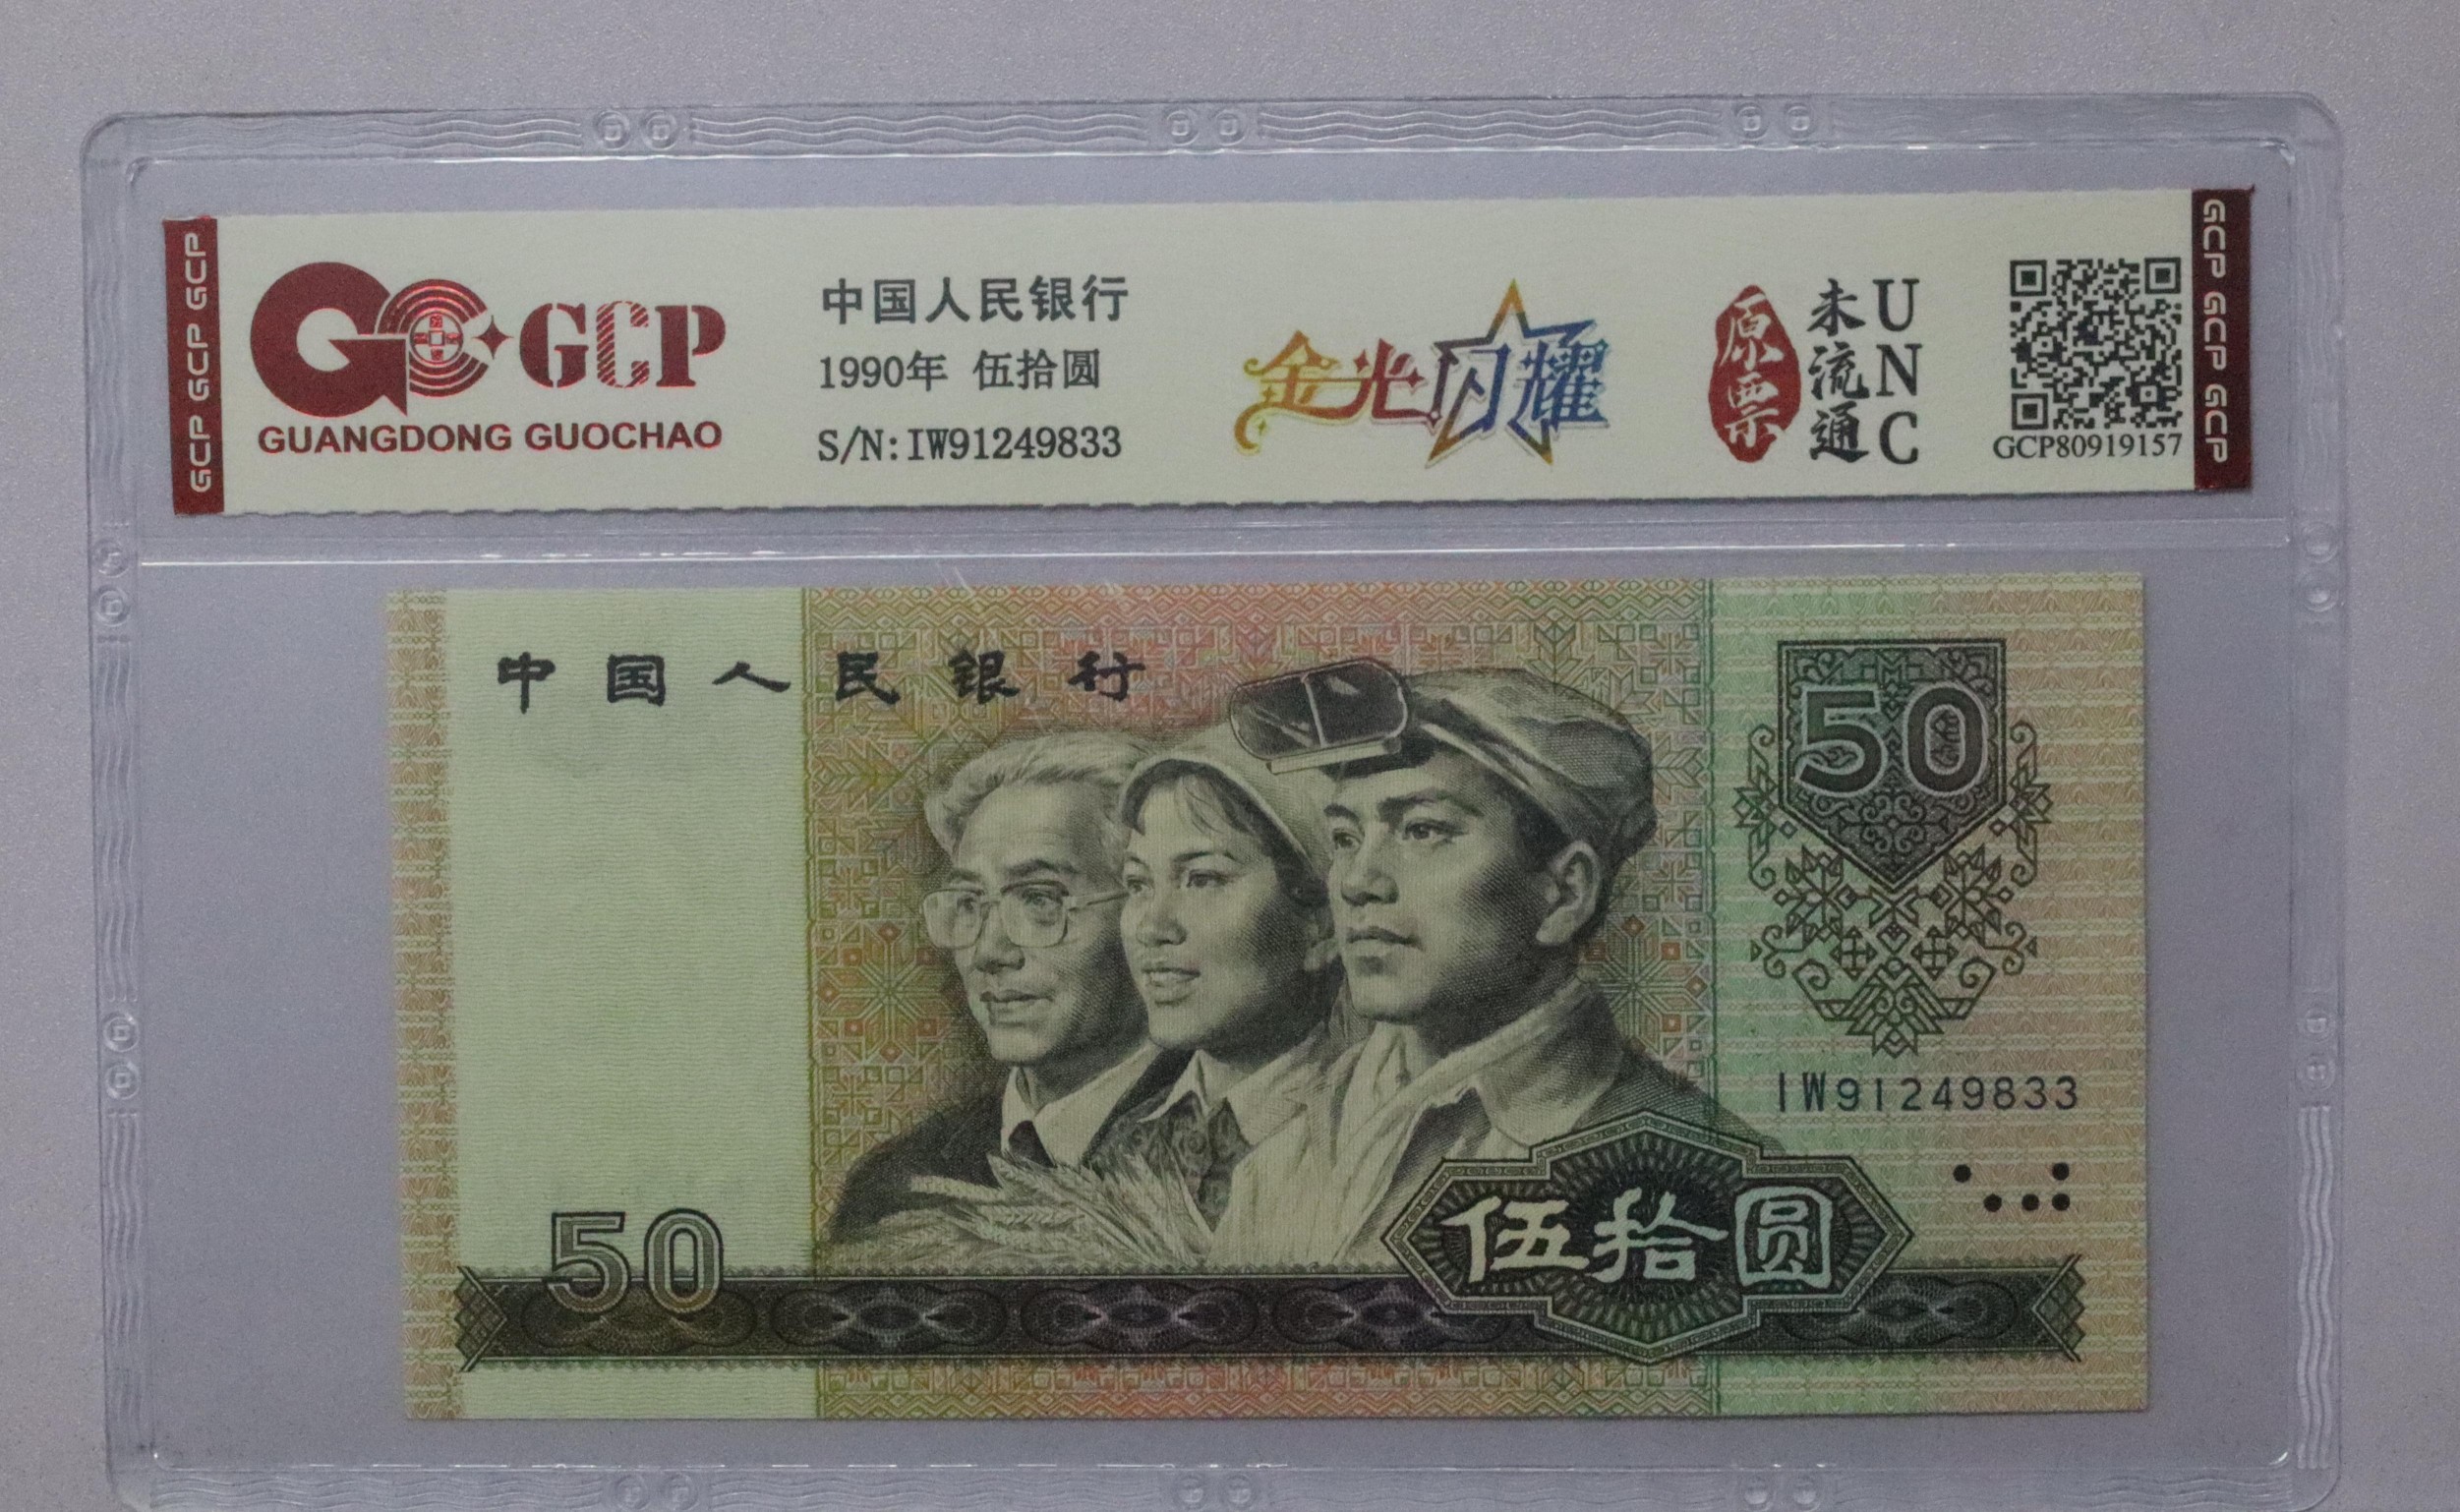 GCP GCP GCP
GCP
GUANGDONG GUOCHAO
中国人民银行
1990年 伍拾圆
S/N:IW91249833
金光闪耀
原票
未流通
UNC
GCP80919157
GCP GCP GCP
中国人民银行
50
IW91249833
50
伍拾圆